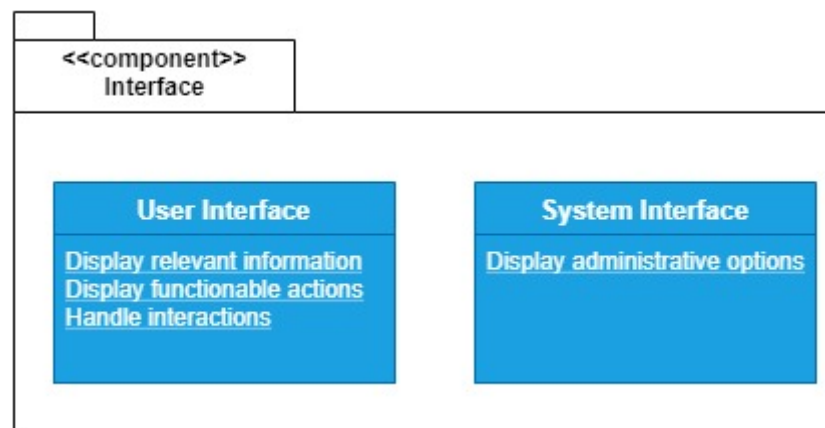 <<component>>
Interface
User Interface
Display relevant information
Display functionable actions
Handle interactions
System Interface
Display administrative options